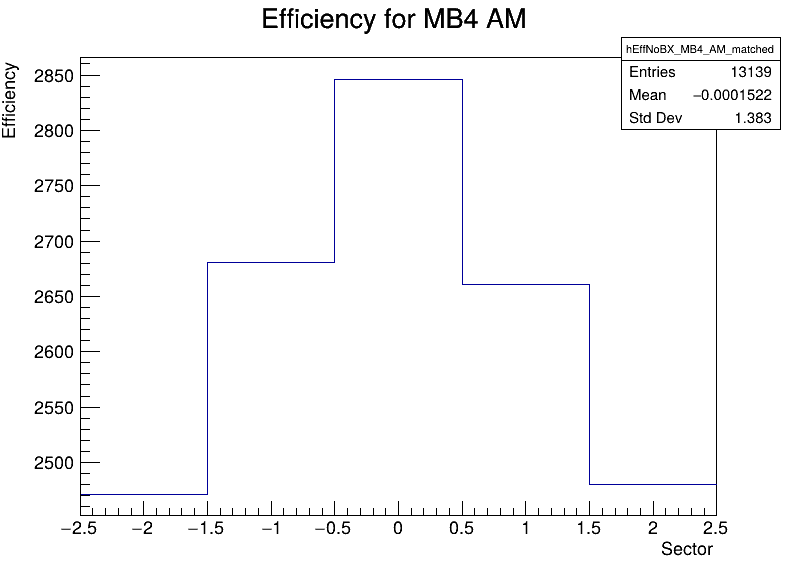 Efficiency for MB4 AM
hEffNoBX_MB4_AM_matched
Entries 13139
Mean −0.0001522
Std Dev 1.383
Efficiency
2850
2800
2750
2700
2650
2600
2550
2500
−2.5 −2 −1.5 −1 −0.5 0 0.5 1 1.5 2 2.5
Sector